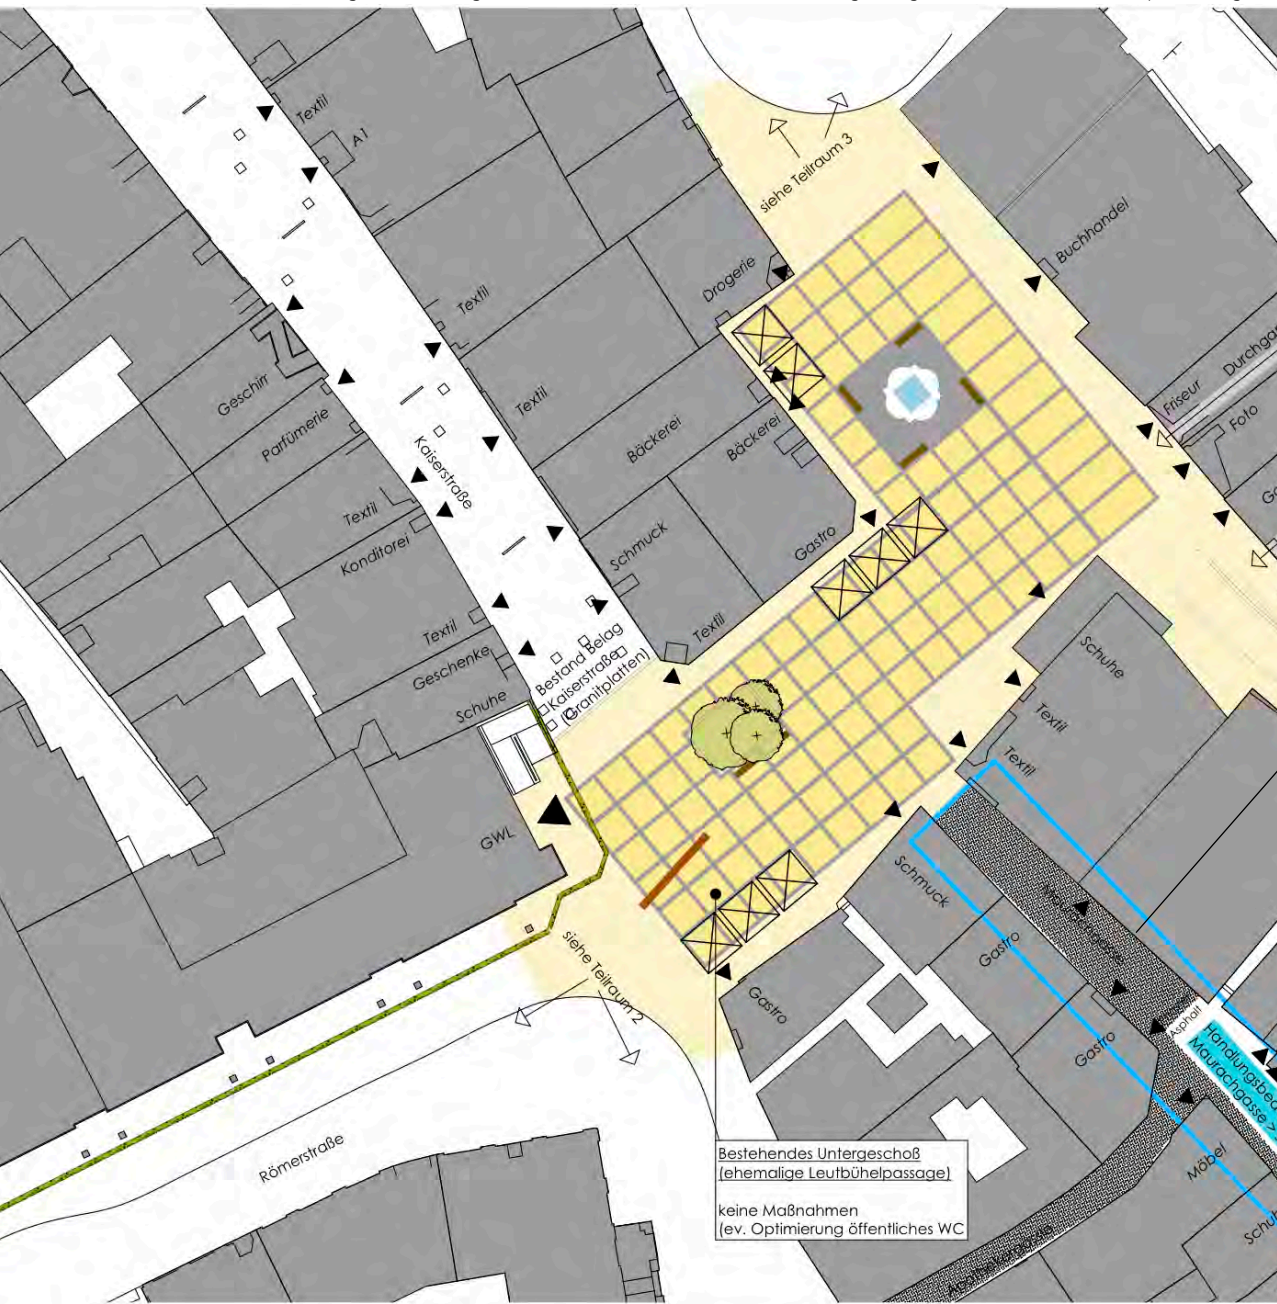 Textil
A1
siehe Teilraum 3
Buchhandel
Drogerie
Textil
Geschirr
Parfümerie
Textil
Bäckerei
Bäckerei
Friseur
Foto
Kaiserstraße
Textil
Konditorei
Schmuck
Gastro
Textil
Geschenke
Schuhe
Textil
Bestand Belag
Kaiserstraße
(Granitplatten)
Schuhe
Textil
Textil
GWL
Schmuck
Gastro
siehe Teilraum 2
Gastro
Gastro
Asphalt
Maurachgasse
Römerstraße
Bestehendes Untergeschoß
(ehemalige Leutbühelpassage)
keine Maßnahmen
(ev. Optimierung öffentliches WC
Möbel
Apothekergasse